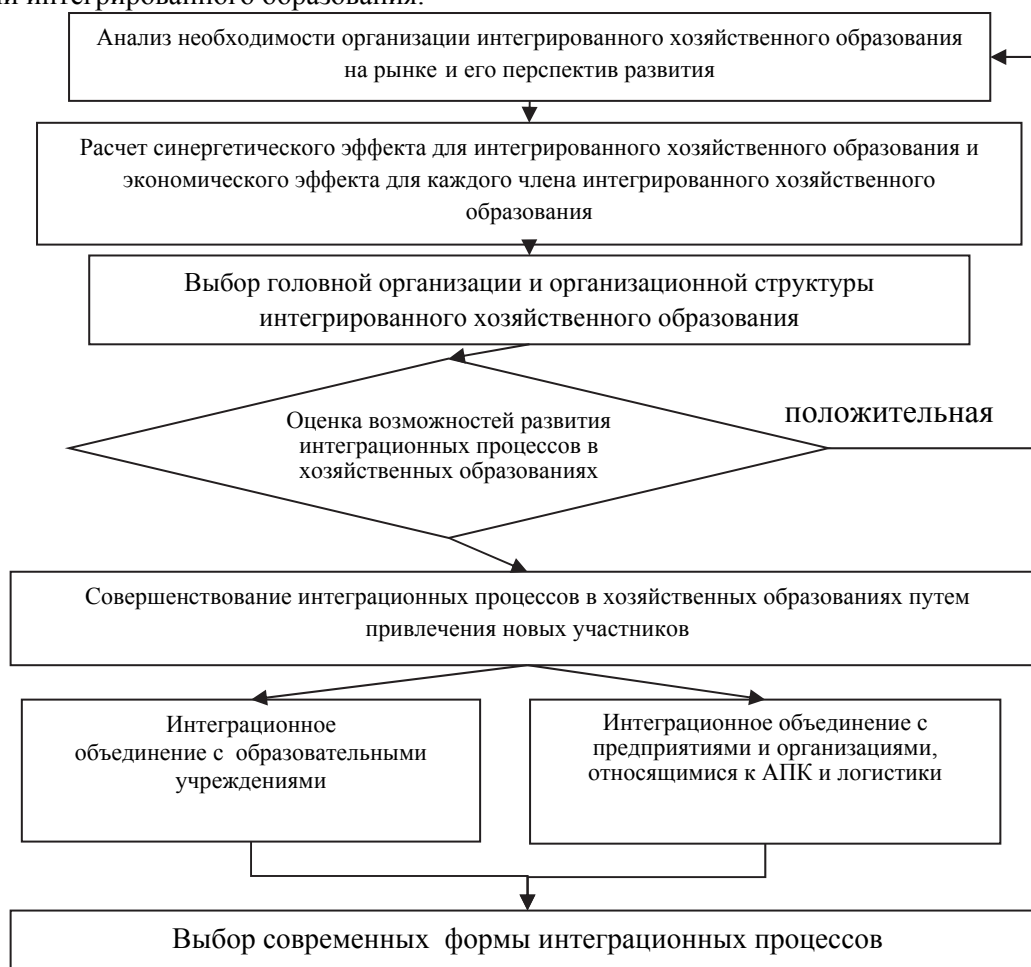 интегрированного образования.
Анализ необходимости организации интегрированного хозяйственного образования
на рынке и его перспектив развития
Расчет синергетического эффекта для интегрированного хозяйственного образования и
экономического эффекта для каждого члена интегрированного хозяйственного
образования
Выбор головной организации и организационной структуры
интегрированного хозяйственного образования
Оценка возможностей развития
интеграционных процессов в
хозяйственных образованиях
положительная
Совершенствование интеграционных процессов в хозяйственных образованиях путем
привлечения новых участников
Интеграционное
объединение с образовательными
учреждениями
Интеграционное объединение с
предприятиями и организациями,
относящимися к АПК и логистики
Выбор современных формы интеграционных процессов